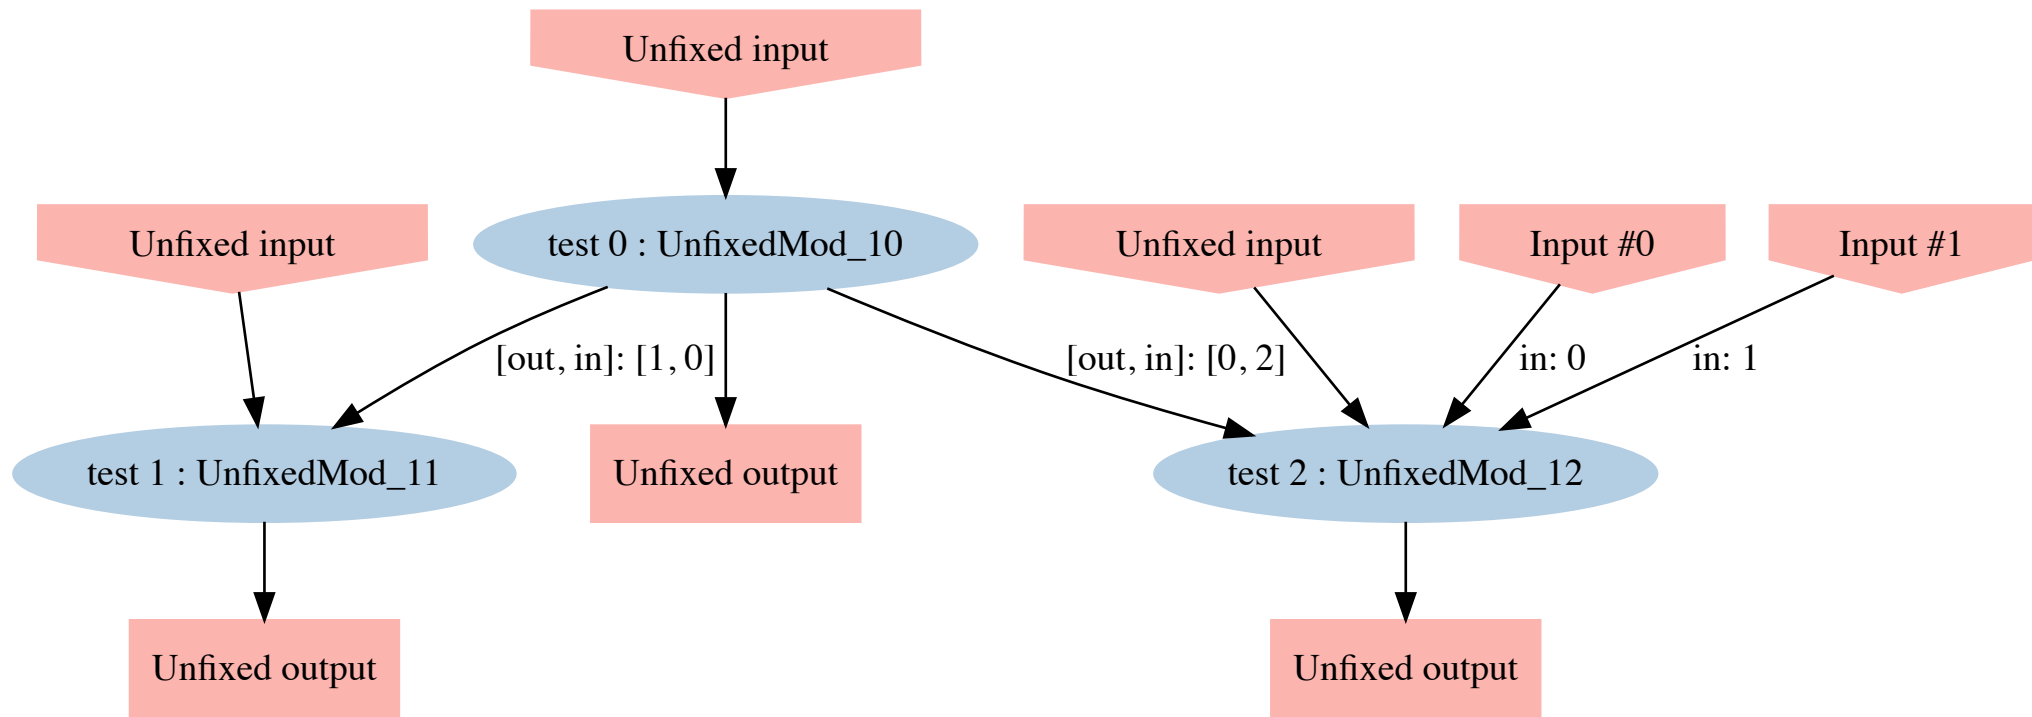 Unfixed input
Unfixed input
test 0 : UnfixedMod_10
Unfixed input
Input #0
Input #1
[out, in]: [1, 0]
[out, in]: [0, 2]
in: 0
in: 1
test 1 : UnfixedMod_11
Unfixed output
test 2 : UnfixedMod_12
Unfixed output
Unfixed output